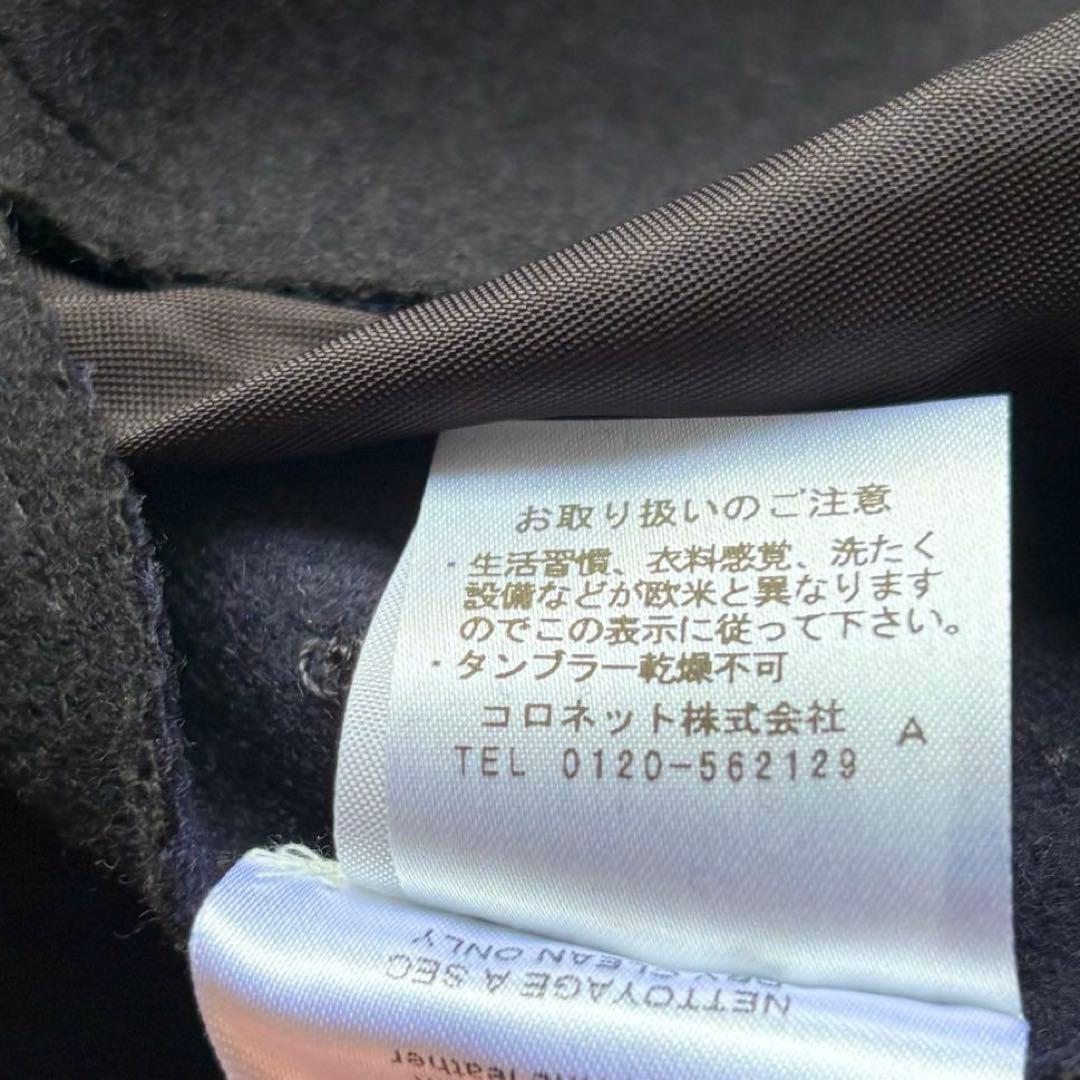 お取り扱いのご注意
・生活習慣、衣料感覚、洗たく
設備などが欧米と異なります
のでこの表示に従って下さい。
・タンブラー乾燥不可
コロネット株式会社 A
TEL 0120-562129
DRY CLEAN ONLY
NETTOYAGE A SEC
leather